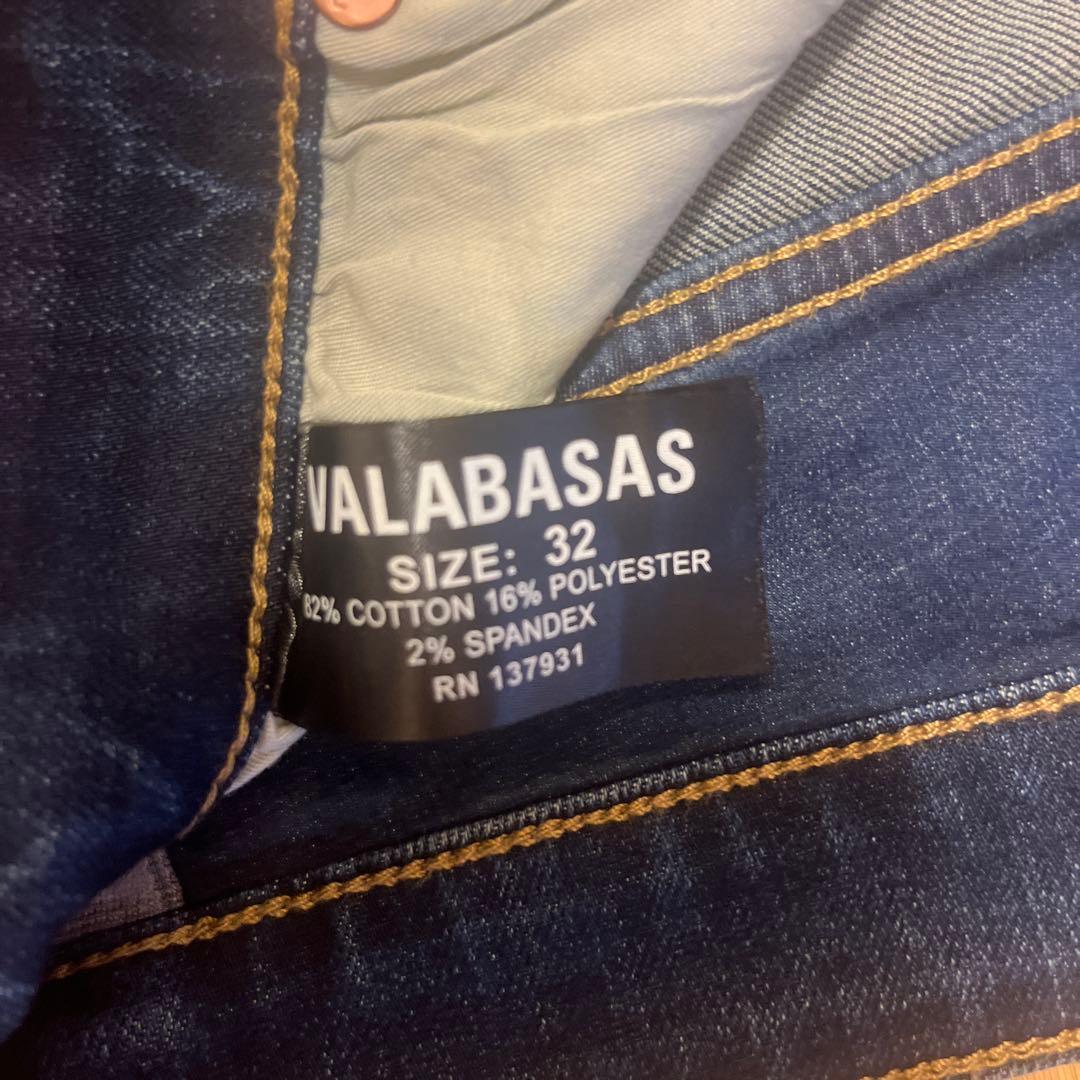 VALABASAS
SIZE: 32
82% COTTON 16% POLYESTER
2% SPANDEX
RN 137931